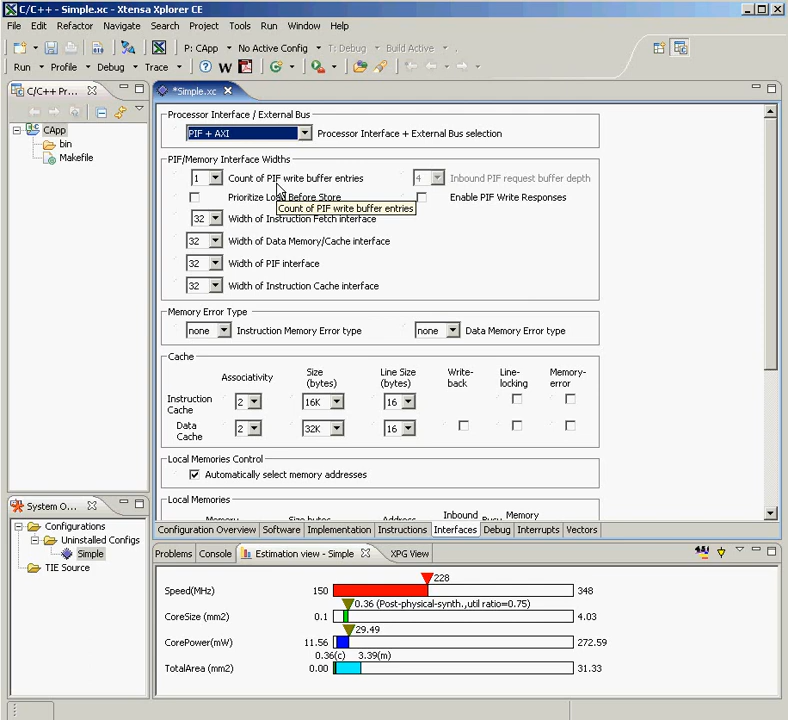 C/C++ - Simple.xc - Xtensa Xplorer CE
File Edit Refactor Navigate Search Project Tools Run Window Help
P: CApp No Active Config T: Debug Build Active
Run Profile Debug Trace ? W C/C++
C/C++ Pr...
*Simple.xc
CApp
bin
Makefile
Processor Interface / External Bus
PIF + AXI Processor Interface + External Bus selection
PIF/Memory Interface Widths
1 Count of PIF write buffer entries 4 Inbound PIF request buffer depth
Prioritize Load Before Store Enable PIF Write Responses
Count of PIF write buffer entries
32 Width of Instruction Fetch interface
32 Width of Data Memory/Cache interface
32 Width of PIF interface
32 Width of Instruction Cache interface
Memory Error Type
none Instruction Memory Error type none Data Memory Error type
Cache
Associativity Size (bytes) Line Size (bytes) Write-back Line-locking Memory-error
Instruction Cache 2 16K 16
Data Cache 2 32K 16
Local Memories Control
Automatically select memory addresses
Local Memories
Memory Size bytes Address Inbound Busy Memory
Configuration Overview Software Implementation Instructions Interfaces Debug Interrupts Vectors
System O...
Configurations
Uninstalled Configs
Simple
TIE Source
Problems Console Estimation view - Simple XPG View
228
Speed(MHz) 150 348
0.36 (Post-physical-synth.,util ratio=0.75)
CoreSize (mm2) 0.1 4.03
29.49
CorePower(mW) 11.56 272.59
0.36(c) 3.39(m)
TotalArea (mm2) 0.00 31.33